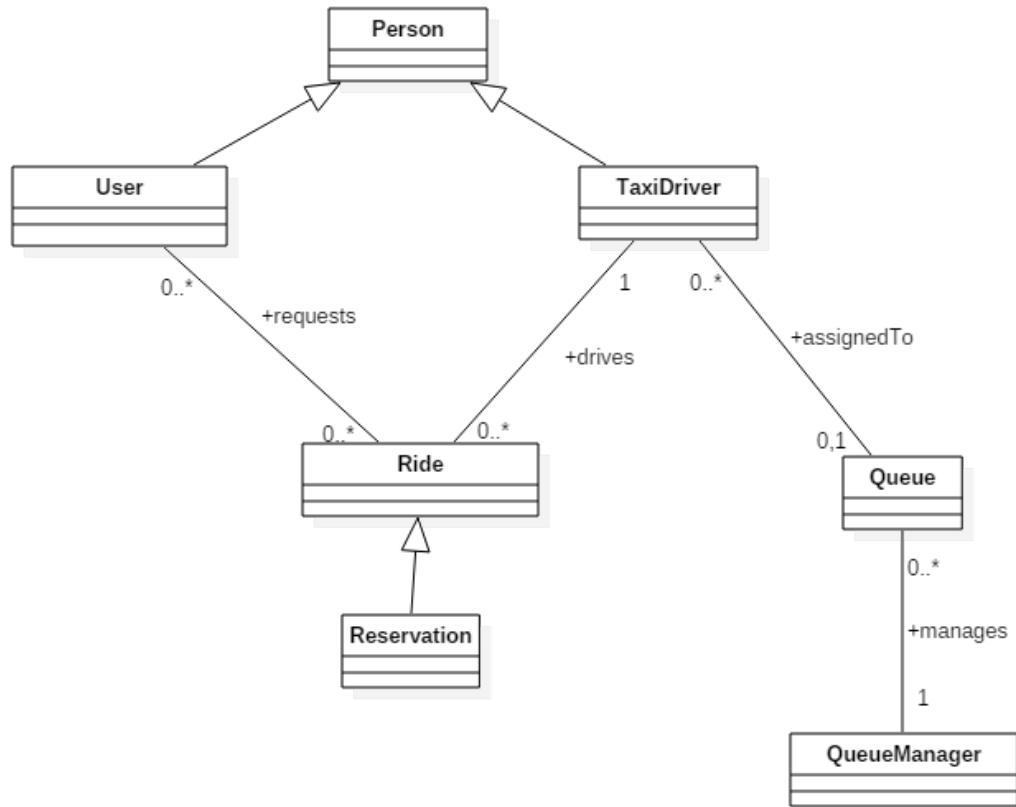 Person
User
TaxiDriver
0..*
1
0..*
+requests
+assignedTo
+drives
0..*
0..*
0,1
Ride
Queue
0..*
Reservation
+manages
1
QueueManager